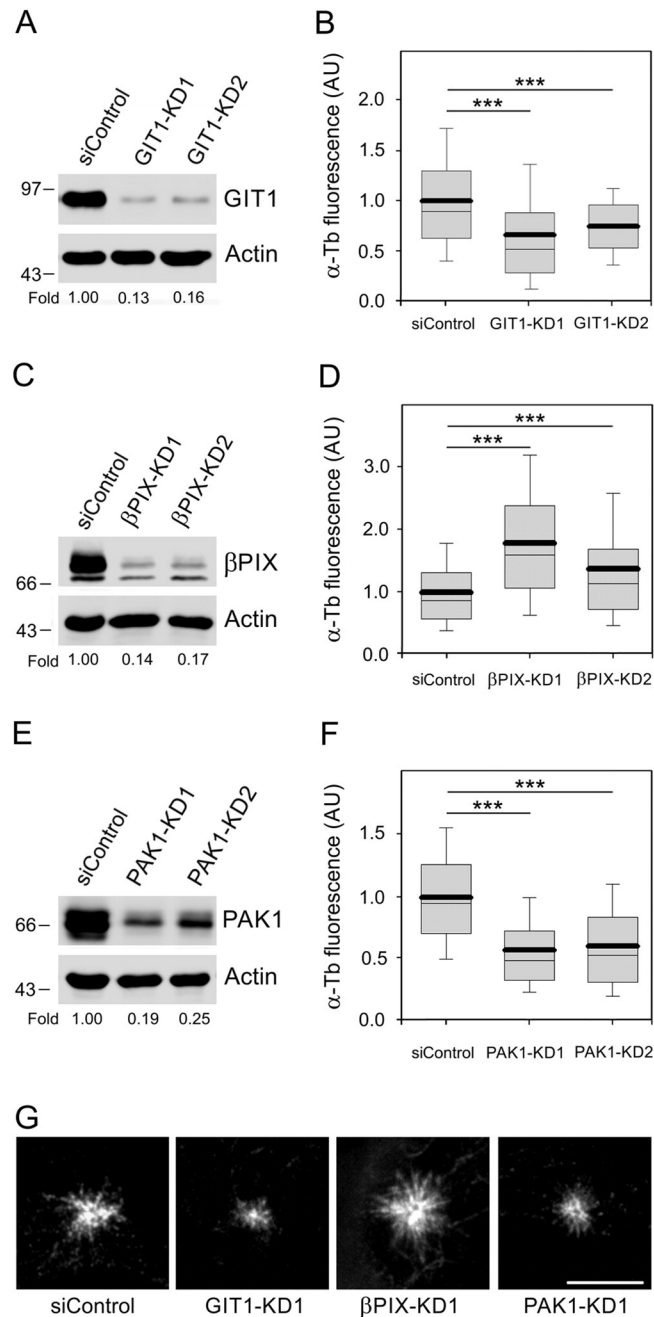 A
siControl
GIT1-KD1
GIT1-KD2
97
GIT1
Actin
43
Fold 1.00 0.13 0.16
B
α-Tb fluorescence (AU)
2.0
1.5
1.0
0.5
0.0
***
***
siControl GIT1-KD1 GIT1-KD2
C
siControl
βPIX-KD1
βPIX-KD2
βPIX
66
Actin
43
Fold 1.00 0.14 0.17
D
α-Tb fluorescence (AU)
3.0
2.0
1.0
0.0
***
***
siControl βPIX-KD1 βPIX-KD2
E
siControl
PAK1-KD1
PAK1-KD2
66
PAK1
Actin
43
Fold 1.00 0.19 0.25
F
α-Tb fluorescence (AU)
1.5
1.0
0.5
0.0
***
***
siControl PAK1-KD1 PAK1-KD2
G
siControl GIT1-KD1 βPIX-KD1 PAK1-KD1